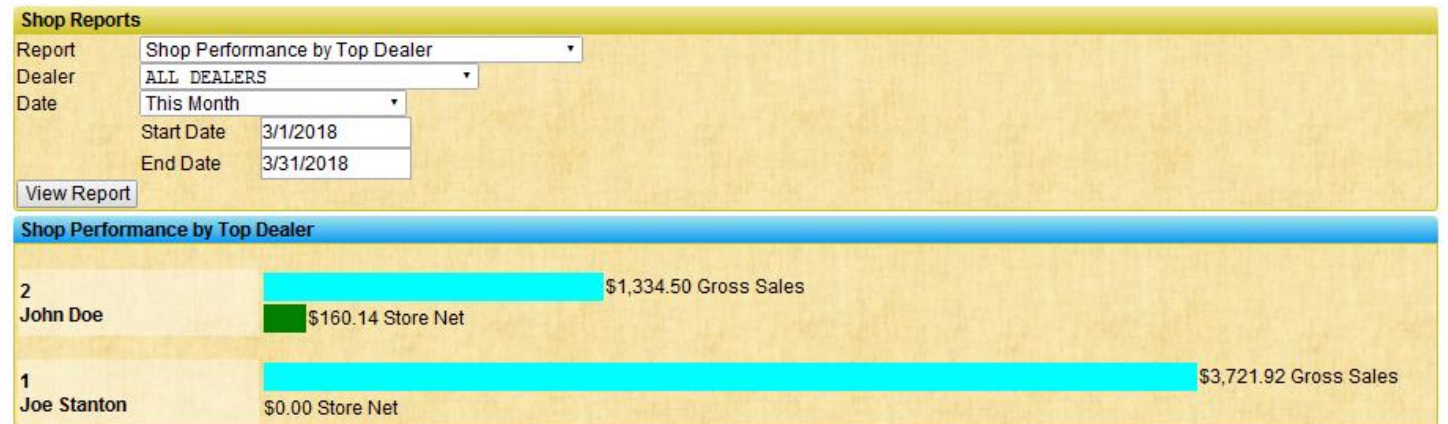 Shop Reports
Report Shop Performance by Top Dealer
Dealer ALL DEALERS
Date This Month
Start Date 3/1/2018
End Date 3/31/2018
View Report
Shop Performance by Top Dealer
2
John Doe
$1,334.50 Gross Sales
$160.14 Store Net
1
Joe Stanton
$3,721.92 Gross Sales
$0.00 Store Net